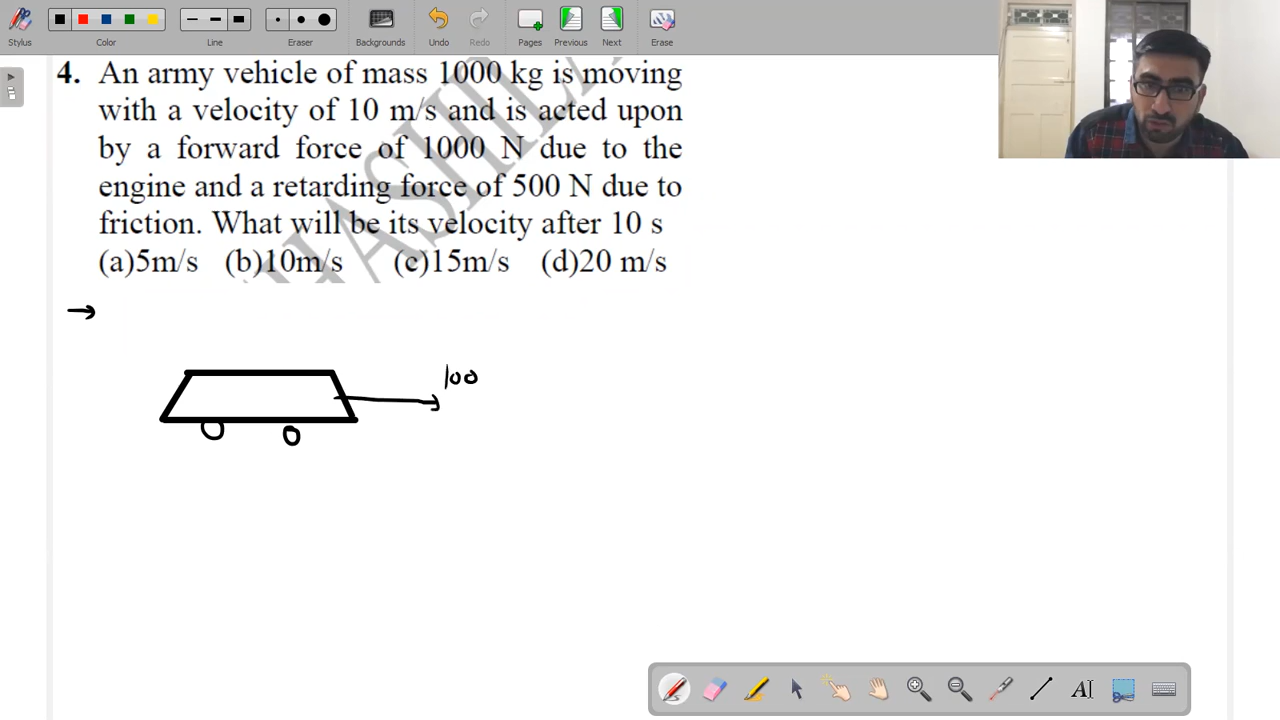 Stylus Color Line Eraser Backgrounds Undo Redo Pages Previous Next Erase
4. An army vehicle of mass 1000 kg is moving
with a velocity of 10 m/s and is acted upon
by a forward force of 1000 N due to the
engine and a retarding force of 500 N due to
friction. What will be its velocity after 10 s
(a)5m/s (b)10m/s (c)15m/s (d)20 m/s
→
100